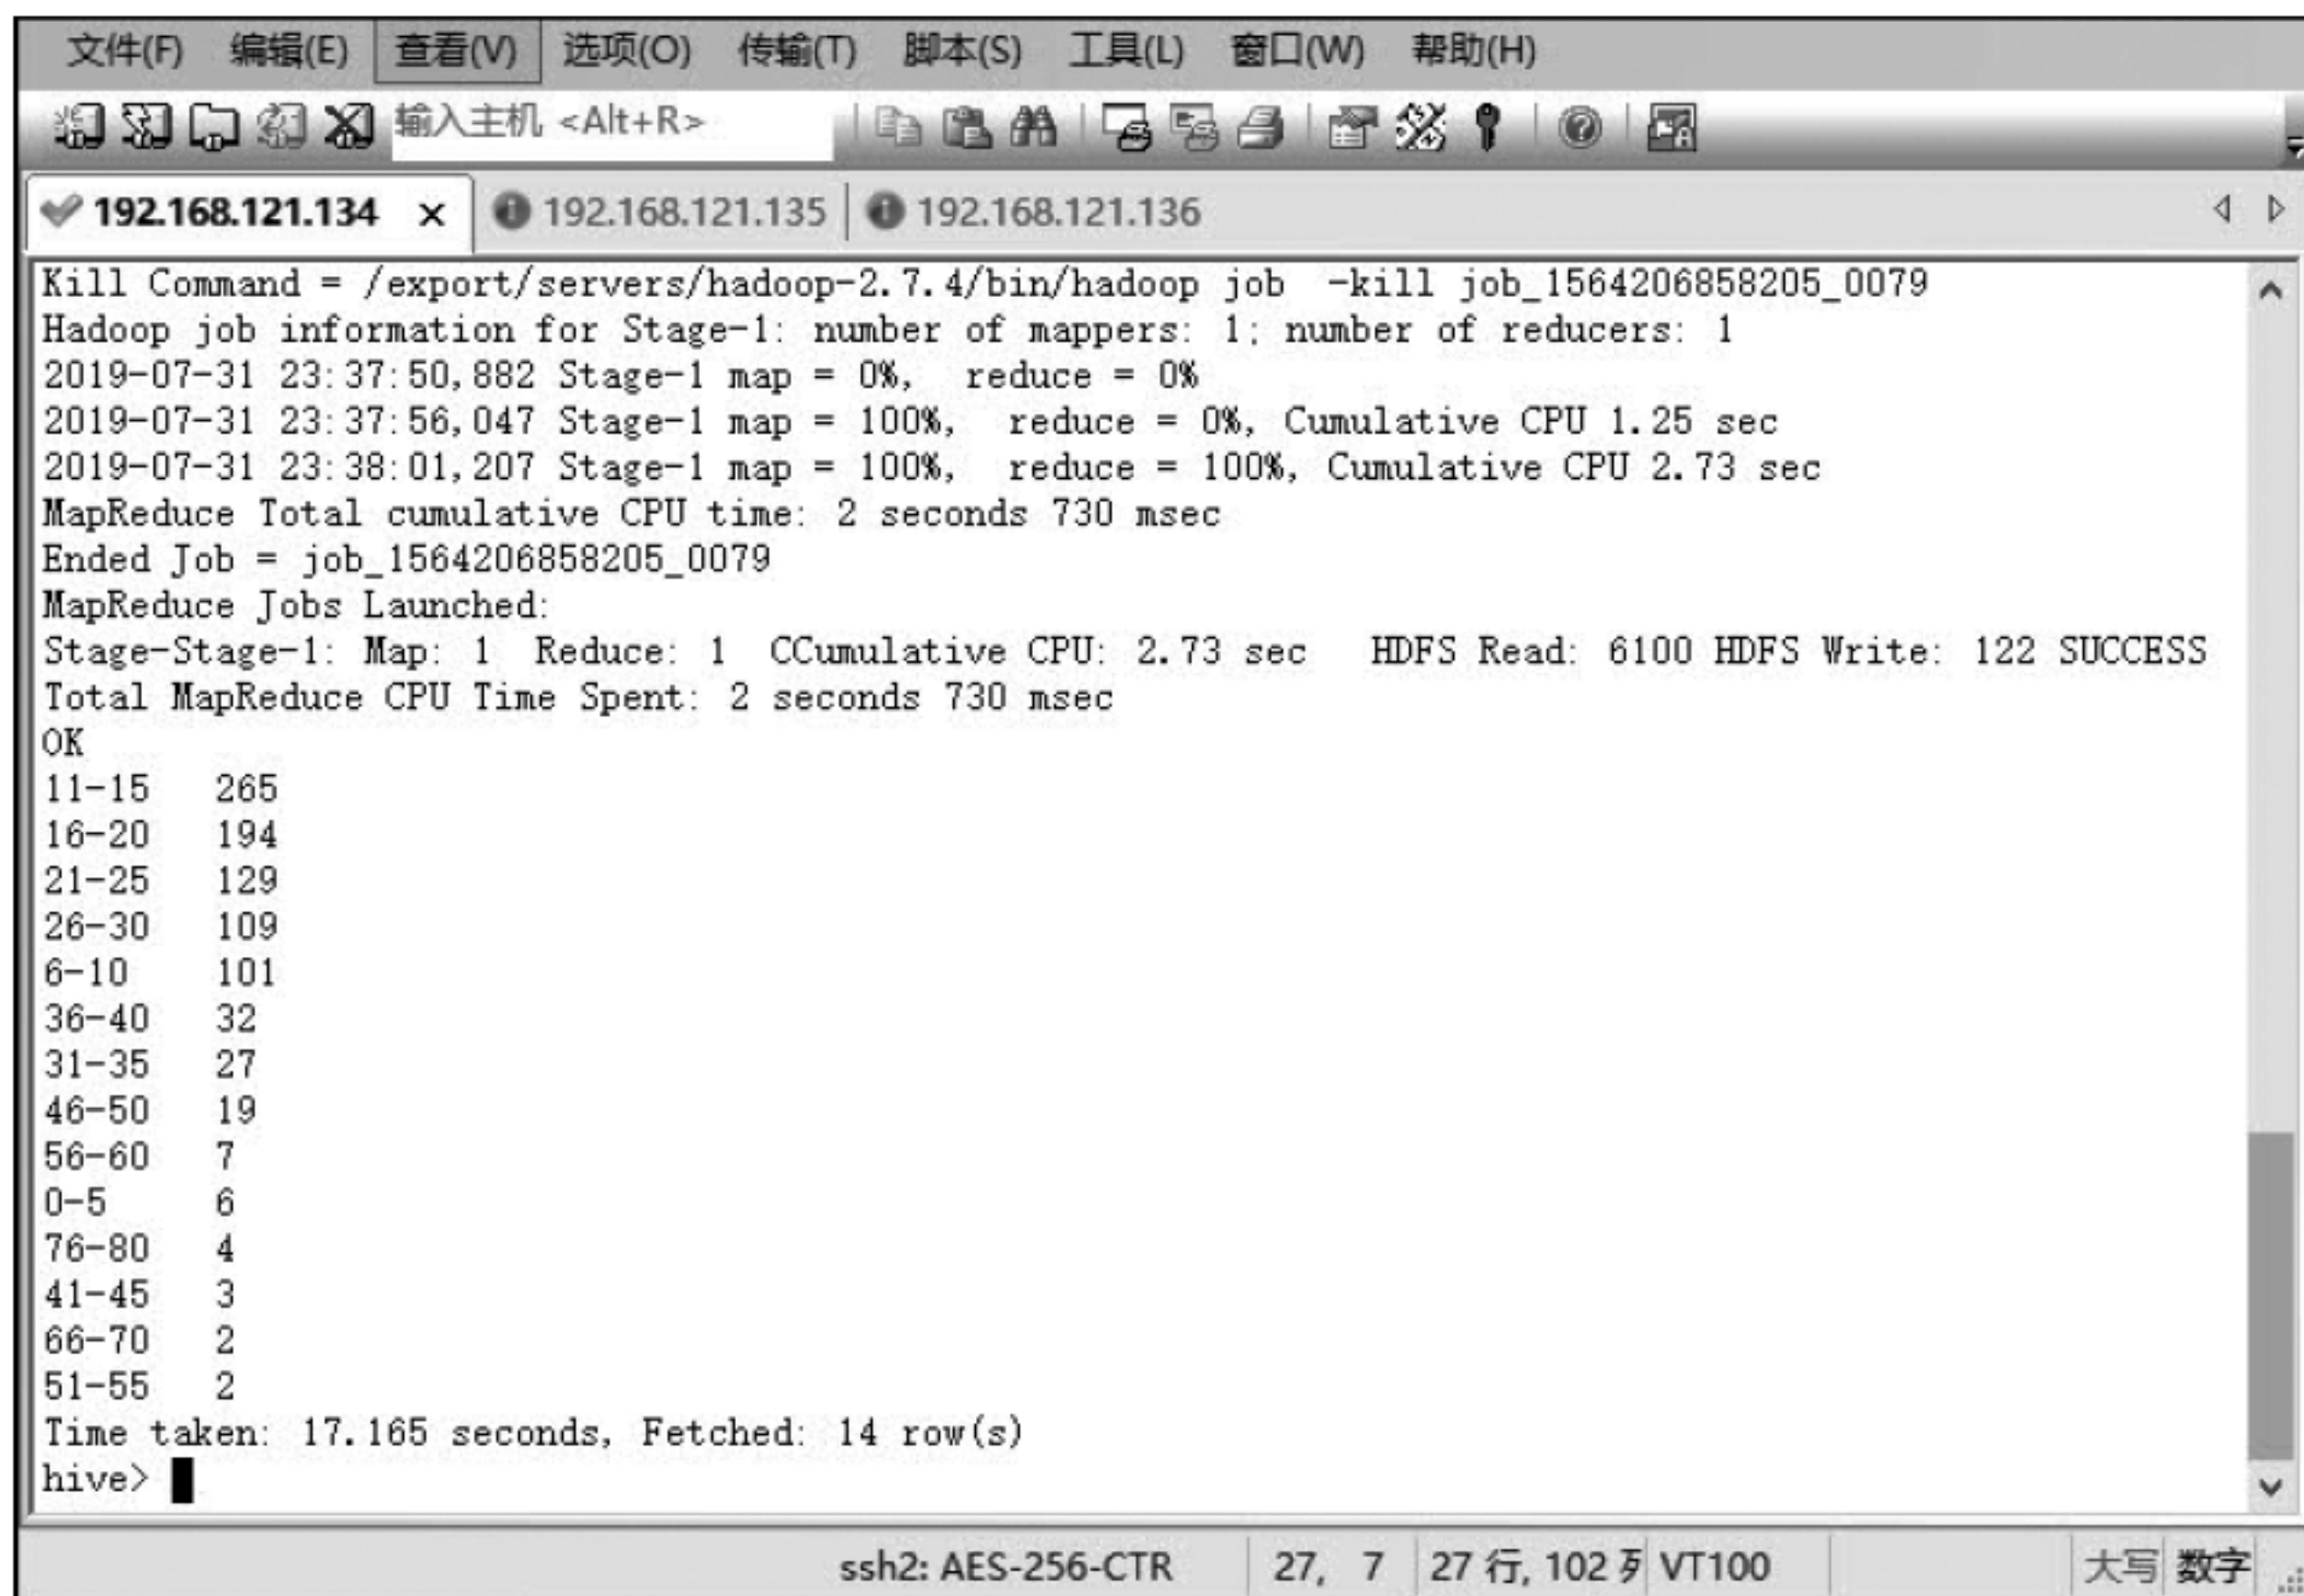 文件(F) 编辑(E) 查看(V) 选项(O) 传输(T) 脚本(S) 工具(L) 窗口(W) 帮助(H)
输入主机 <Alt+R>
192.168.121.134 × 192.168.121.135 192.168.121.136
Kill Command = /export/servers/hadoop-2.7.4/bin/hadoop job  -kill job_1564206858205_0079
Hadoop job information for Stage-1: number of mappers: 1; number of reducers: 1
2019-07-31 23:37:50,882 Stage-1 map = 0%,  reduce = 0%
2019-07-31 23:37:56,047 Stage-1 map = 100%,  reduce = 0%, Cumulative CPU 1.25 sec
2019-07-31 23:38:01,207 Stage-1 map = 100%,  reduce = 100%, Cumulative CPU 2.73 sec
MapReduce Total cumulative CPU time: 2 seconds 730 msec
Ended Job = job_1564206858205_0079
MapReduce Jobs Launched:
Stage-Stage-1: Map: 1  Reduce: 1  CCumulative CPU: 2.73 sec   HDFS Read: 6100 HDFS Write: 122 SUCCESS
Total MapReduce CPU Time Spent: 2 seconds 730 msec
OK
11-15 265
16-20 194
21-25 129
26-30 109
6-10 101
36-40 32
31-35 27
46-50 19
56-60 7
0-5 6
76-80 4
41-45 3
66-70 2
51-55 2
Time taken: 17.165 seconds, Fetched: 14 row(s)
hive>
ssh2: AES-256-CTR 27, 7 27 行, 102 列 VT100 大写 数字